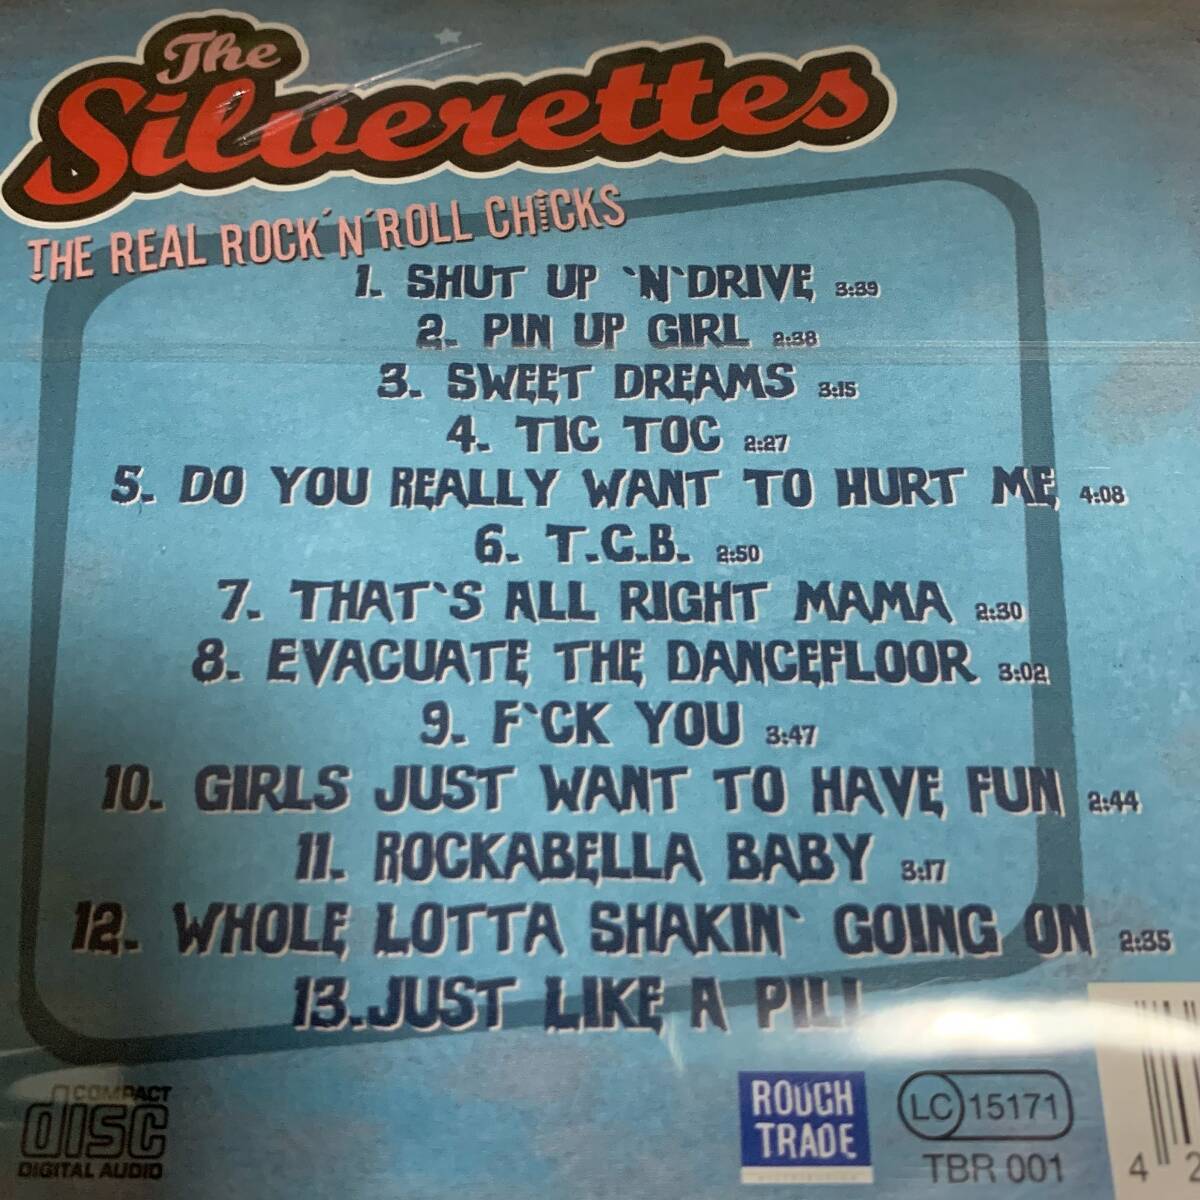 The
Silverettes
THE REAL ROCK´N´ROLL CHICKS
1. SHUT UP `N`DRIVE 3:39
2. PIN UP GIRL 2:38
3. SWEET DREAMS 3:15
4. TIC TOC 2:27
5. DO YOU REALLY WANT TO HURT ME 4:08
6. T.C.B. 2:50
7. THAT`S ALL RIGHT MAMA 2:30
8. EVACUATE THE DANCEFLOOR 3:02
9. F`CK YOU 3:47
10. GIRLS JUST WANT TO HAVE FUN 2:44
11. ROCKABELLA BABY 3:17
12. WHOLE LOTTA SHAKIN` GOING ON 2:35
13.JUST LIKE A PILL
COMPACT
disc
DIGITAL AUDIO
ROUGH
TRADE
LC 15171
TBR 001
4 2